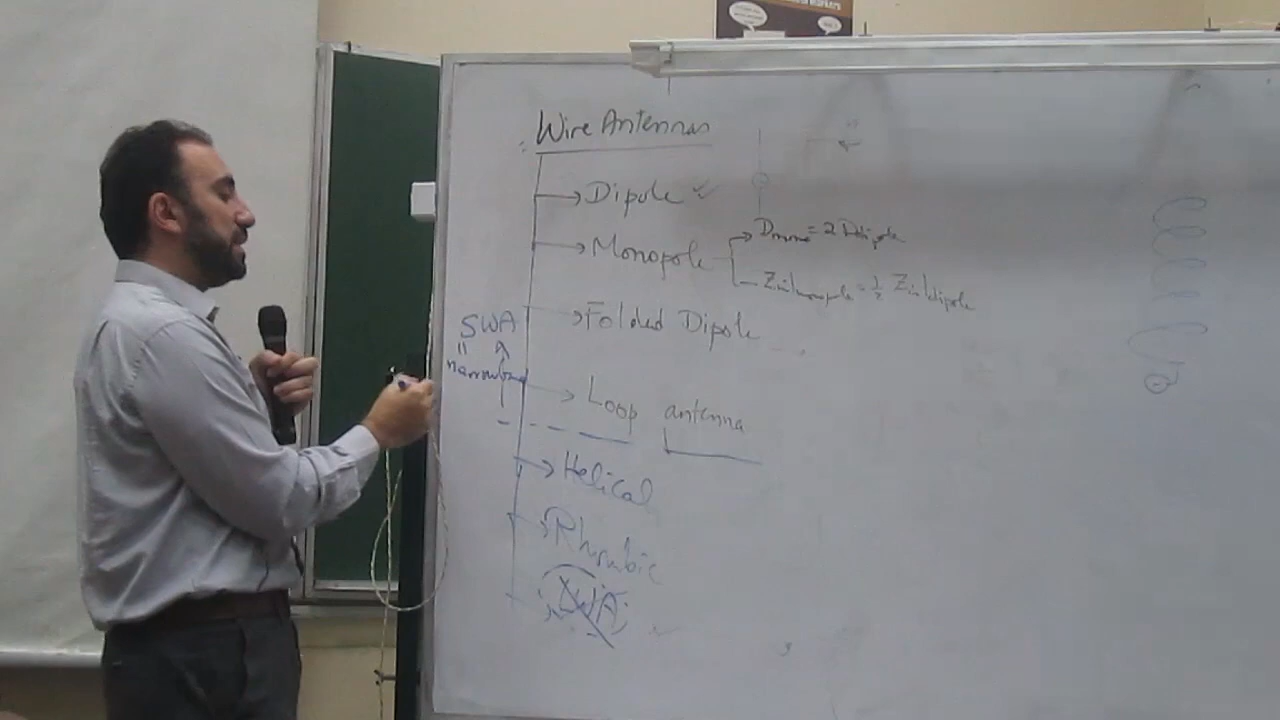 Wire Antennas
Dipole ✓
Monopole
Dmono = 2 Ddipole
Zin|monopole = 1/2 Zin|dipole
Folded Dipole
SWA
narrowband
Loop antenna
Helical
Rhombic